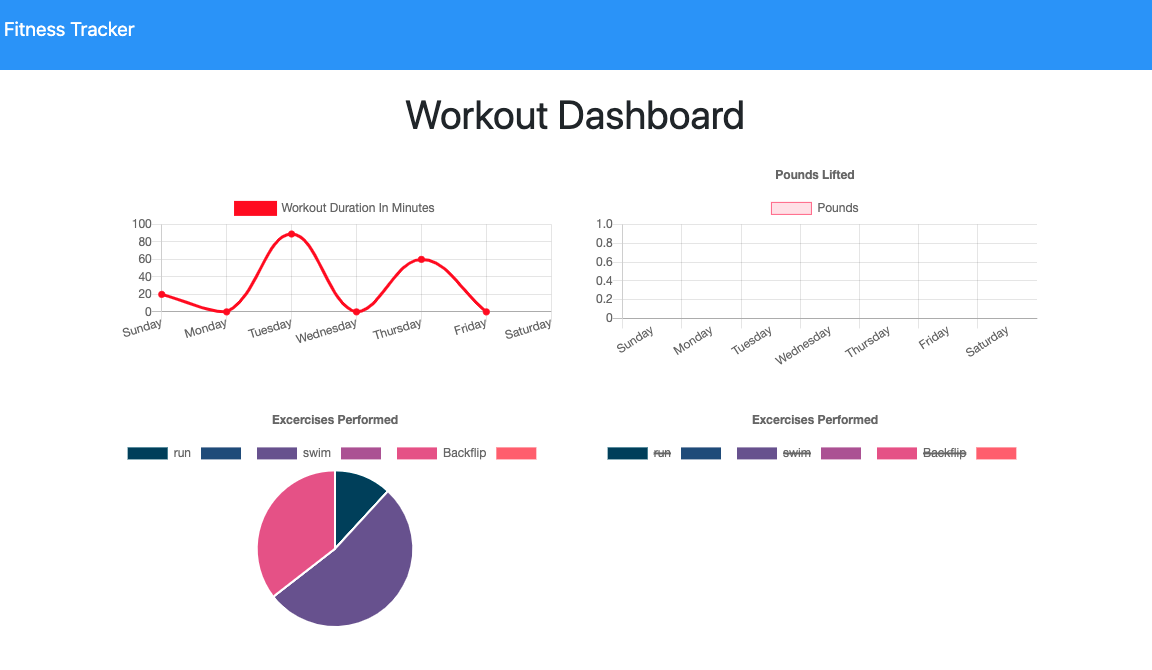 Fitness Tracker
Workout Dashboard
Workout Duration In Minutes
100
80
60
40
20
0
Sunday Monday Tuesday Wednesday Thursday Friday Saturday
Pounds Lifted
Pounds
1.0
0.8
0.6
0.4
0.2
0
Sunday Monday Tuesday Wednesday Thursday Friday Saturday
Excercises Performed
run swim Backflip
Excercises Performed
run swim Backflip